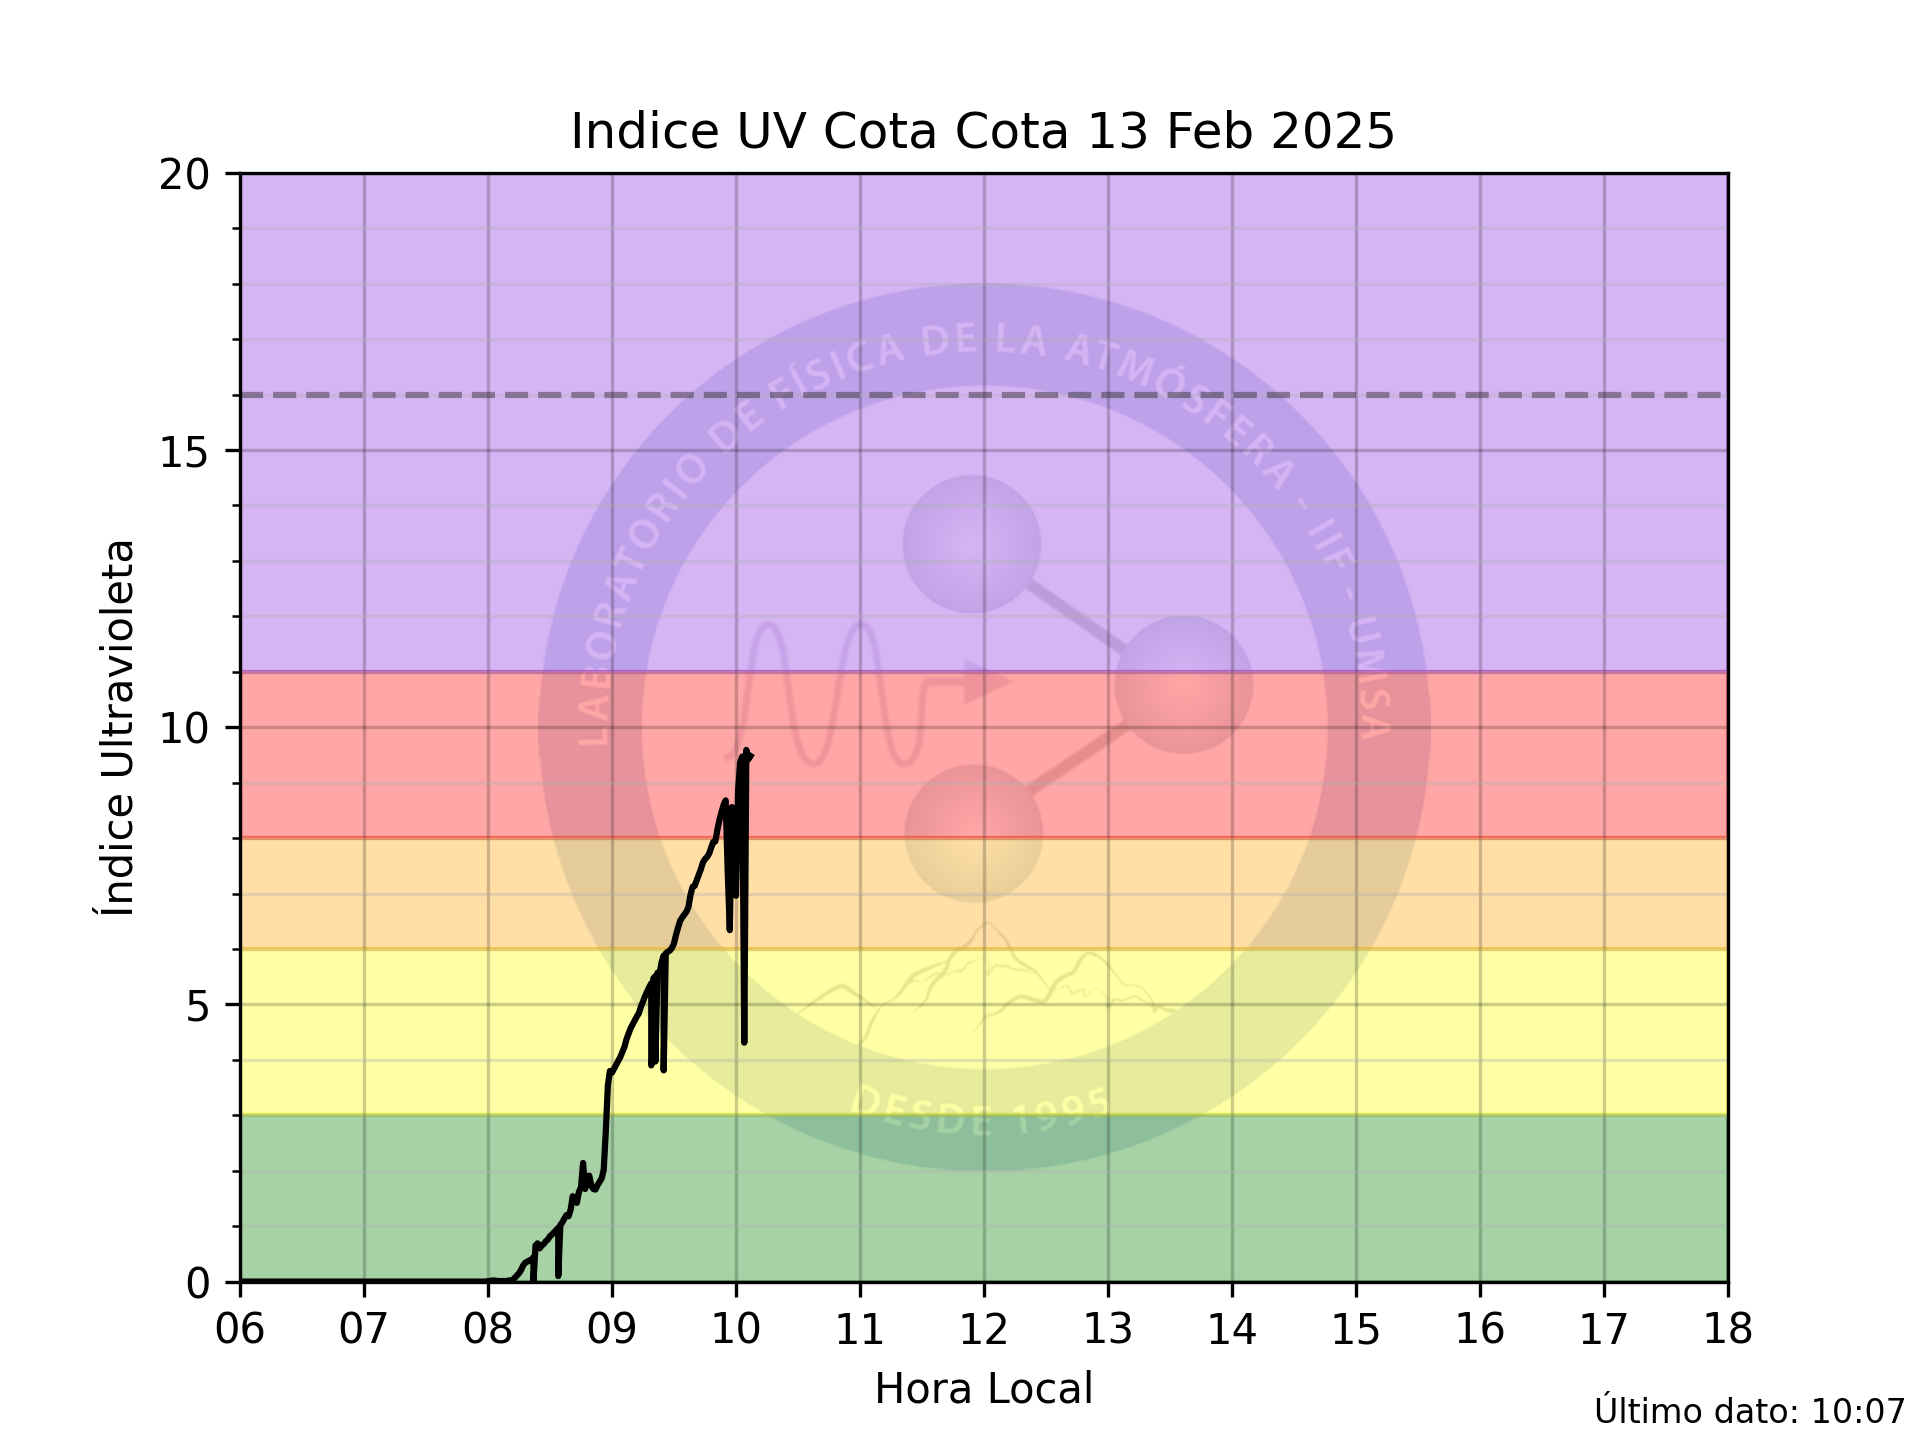 Indice UV Cota Cota 13 Feb 2025
20
15
10
5
0
Índice Ultravioleta
LABORATORIO DE FÍSICA DE LA ATMÓSFERA - IIF - UMSA
DESDE 1995
06 07 08 09 10 11 12 13 14 15 16 17 18
Hora Local
Último dato: 10:07